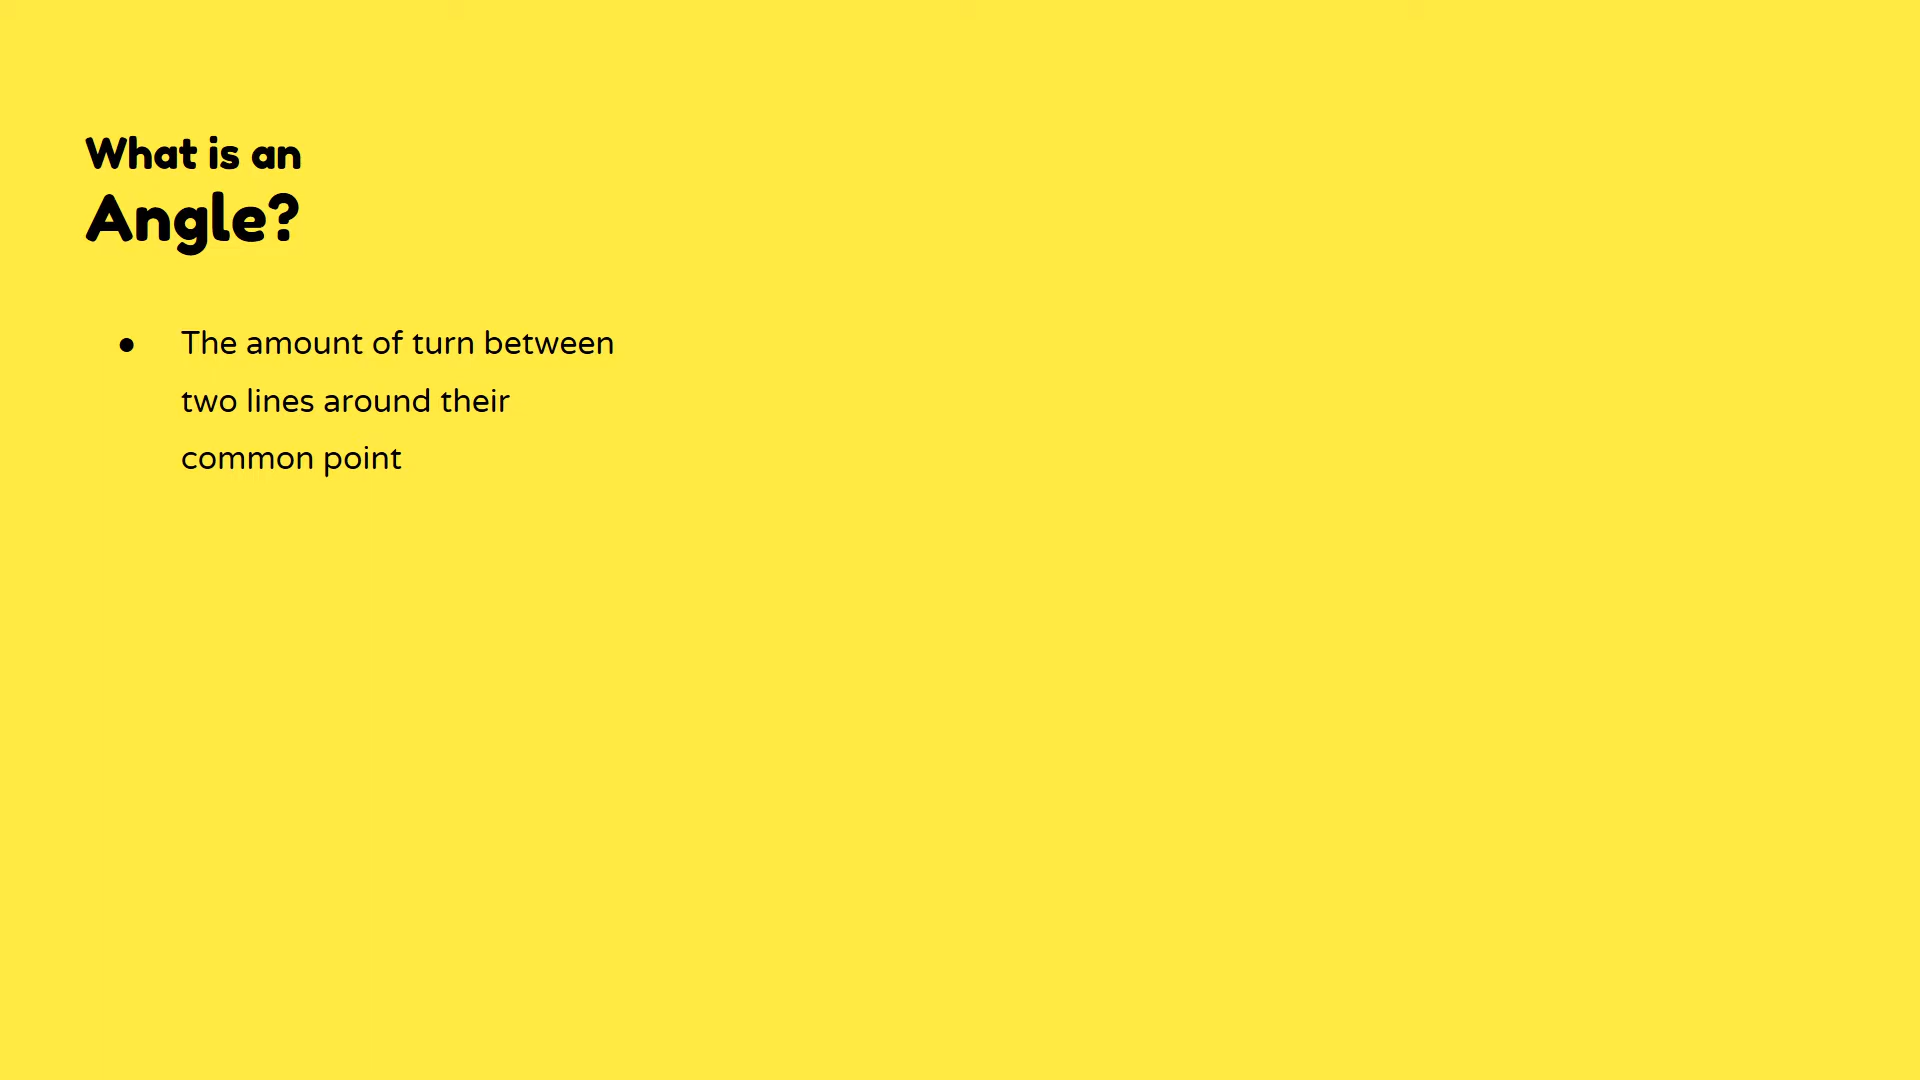 What is an
Angle?
● The amount of turn between
two lines around their
common point